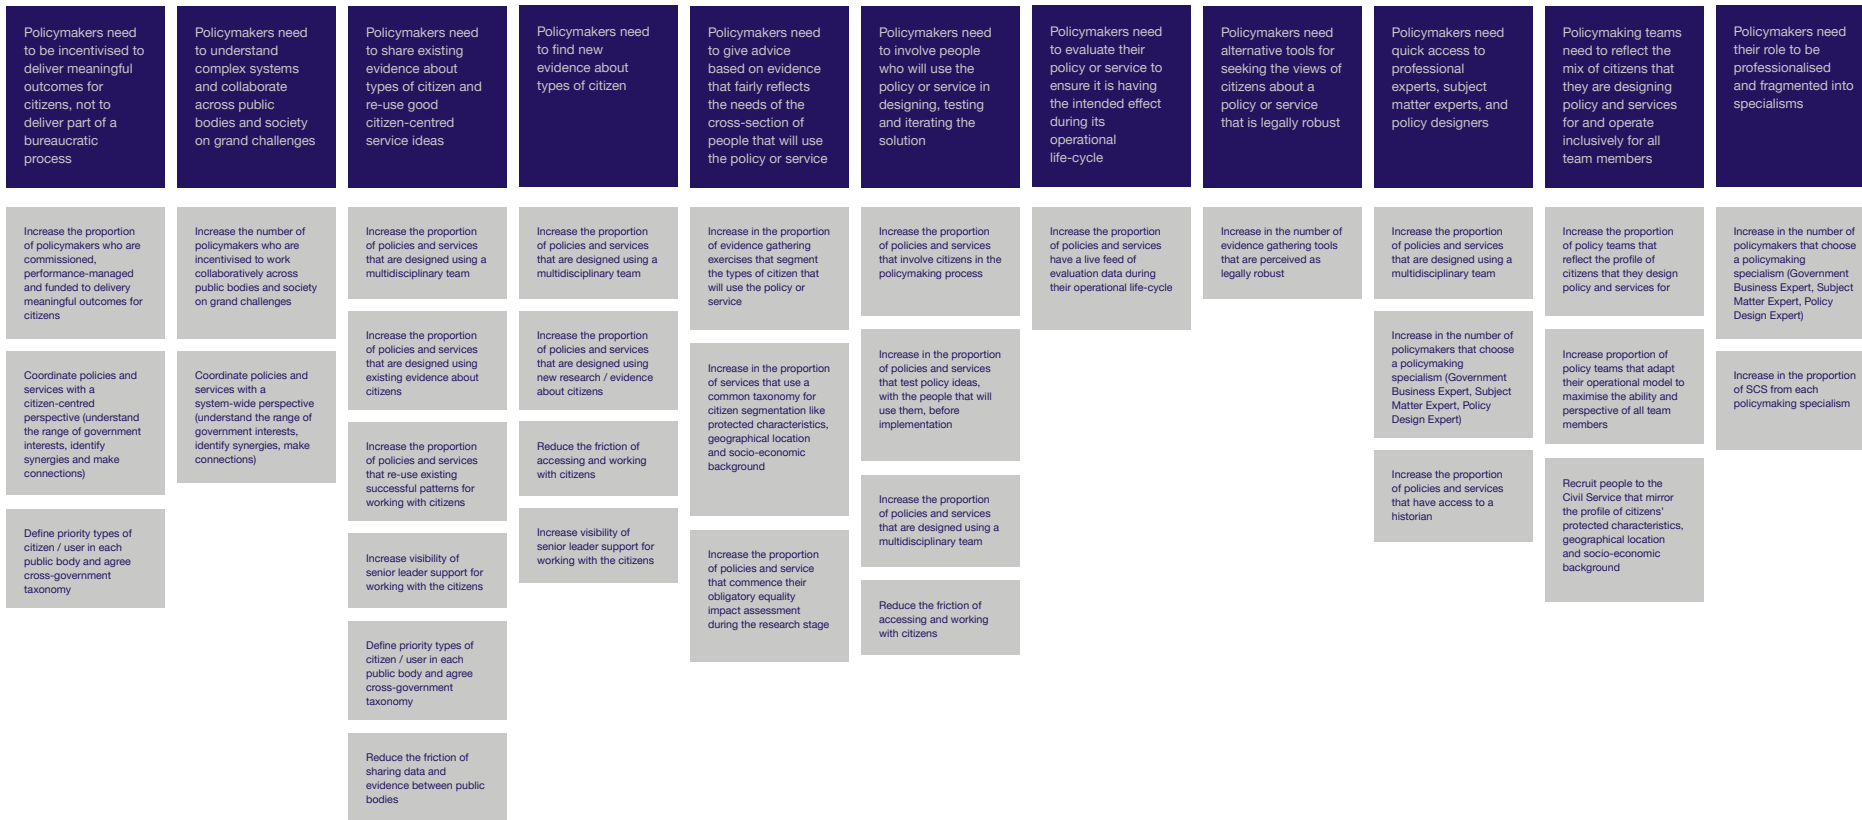 Policymakers need
to be incentivised to
deliver meaningful
outcomes for
citizens, not to
deliver part of a
bureaucratic
process
Increase the proportion
of policymakers who are
commissioned,
performance-managed
and funded to delivery
meaningful outcomes for
citizens
Coordinate policies and
services with a
citizen-centred
perspective (understand
the range of government
interests, identify
synergies and make
connections)
Define priority types of
citizen / user in each
public body and agree
cross-government
taxonomy
Policymakers need
to understand
complex systems
and collaborate
across public
bodies and society
on grand challenges
Increase the number of
policymakers who are
incentivised to work
collaboratively across
public bodies and society
on grand challenges
Coordinate policies and
services with a
system-wide perspective
(understand the range of
government interests,
identify synergies, make
connections)
Policymakers need
to share existing
evidence about
types of citizen and
re-use good
citizen-centred
service ideas
Increase the proportion
of policies and services
that are designed using a
multidisciplinary team
Increase the proportion
of policies and services
that are designed using
existing evidence about
citizens
Increase the proportion
of policies and services
that re-use existing
successful patterns for
working with citizens
Increase visibility of
senior leader support for
working with the citizens
Define priority types of
citizen / user in each
public body and agree
cross-government
taxonomy
Reduce the friction of
sharing data and
evidence between public
bodies
Policymakers need
to find new
evidence about
types of citizen
Increase the proportion
of policies and services
that are designed using a
multidisciplinary team
Increase the proportion
of policies and services
that are designed using
new research / evidence
about citizens
Reduce the friction of
accessing and working
with citizens
Increase visibility of
senior leader support for
working with the citizens
Policymakers need
to give advice
based on evidence
that fairly reflects
the needs of the
cross-section of
people that will use
the policy or service
Increase in the proportion
of evidence gathering
exercises that segment
the types of citizen that
will use the policy or
service
Increase in the proportion
of services that use a
common taxonomy for
citizen segmentation like
protected characteristics,
geographical location
and socio-economic
background
Increase the proportion
of policies and service
that commence their
obligatory equality
impact assessment
during the research stage
Policymakers need
to involve people
who will use the
policy or service in
designing, testing
and iterating the
solution
Increase the proportion
of policies and services
that involve citizens in the
policymaking process
Increase in the proportion
of policies and services
that test policy ideas,
with the people that will
use them, before
implementation
Increase the proportion
of policies and services
that are designed using a
multidisciplinary team
Reduce the friction of
accessing and working
with citizens
Policymakers need
to evaluate their
policy or service to
ensure it is having
the intended effect
during its
operational
life-cycle
Increase the proportion
of policies and services
have a live feed of
evaluation data during
their operational life-cycle
Policymakers need
alternative tools for
seeking the views of
citizens about a
policy or service
that is legally robust
Increase in the number of
evidence gathering tools
that are perceived as
legally robust
Policymakers need
quick access to
professional
experts, subject
matter experts, and
policy designers
Increase the proportion
of policies and services
that are designed using a
multidisciplinary team
Increase in the number of
policymakers that choose
a policymaking
specialism (Government
Business Expert, Subject
Matter Expert, Policy
Design Expert)
Increase the proportion
of policies and services
that have access to a
historian
Policymaking teams
need to reflect the
mix of citizens that
they are designing
policy and services
for and operate
inclusively for all
team members
Increase the proportion
of policy teams that
reflect the profile of
citizens that they design
policy and services for
Increase proportion of
policy teams that adapt
their operational model to
maximise the ability and
perspective of all team
members
Recruit people to the
Civil Service that mirror
the profile of citizens'
protected characteristics,
geographical location
and socio-economic
background
Policymakers need
their role to be
professionalised
and fragmented into
specialisms
Increase in the number of
policymakers that choose
a policymaking
specialism (Government
Business Expert, Subject
Matter Expert, Policy
Design Expert)
Increase in the proportion
of SCS from each
policymaking specialism